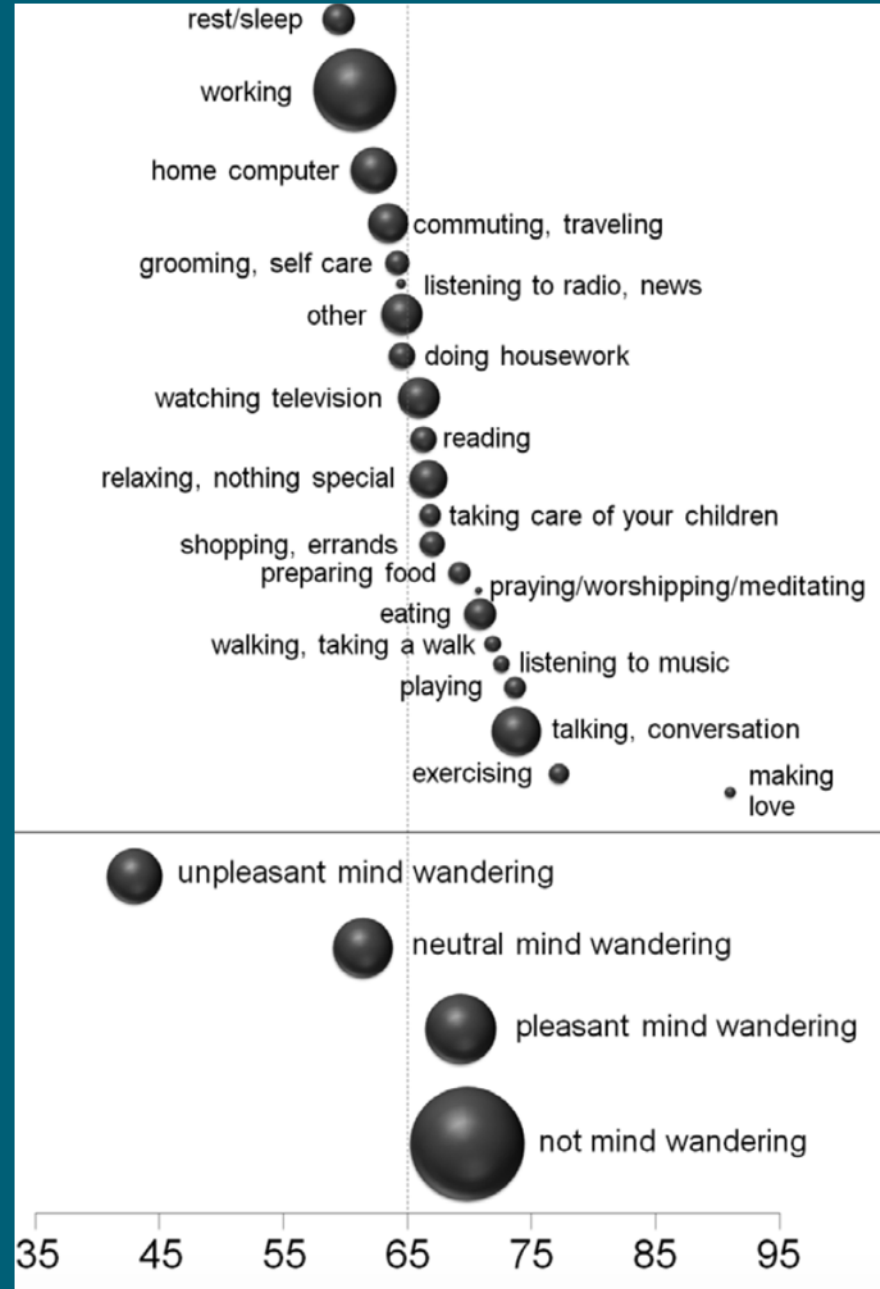 rest/sleep
working
home computer
commuting, traveling
grooming, self care
listening to radio, news
other
doing housework
watching television
reading
relaxing, nothing special
taking care of your children
shopping, errands
preparing food
praying/worshipping/meditating
eating
walking, taking a walk
listening to music
playing
talking, conversation
exercising
making
love
unpleasant mind wandering
neutral mind wandering
pleasant mind wandering
not mind wandering
35 45 55 65 75 85 95